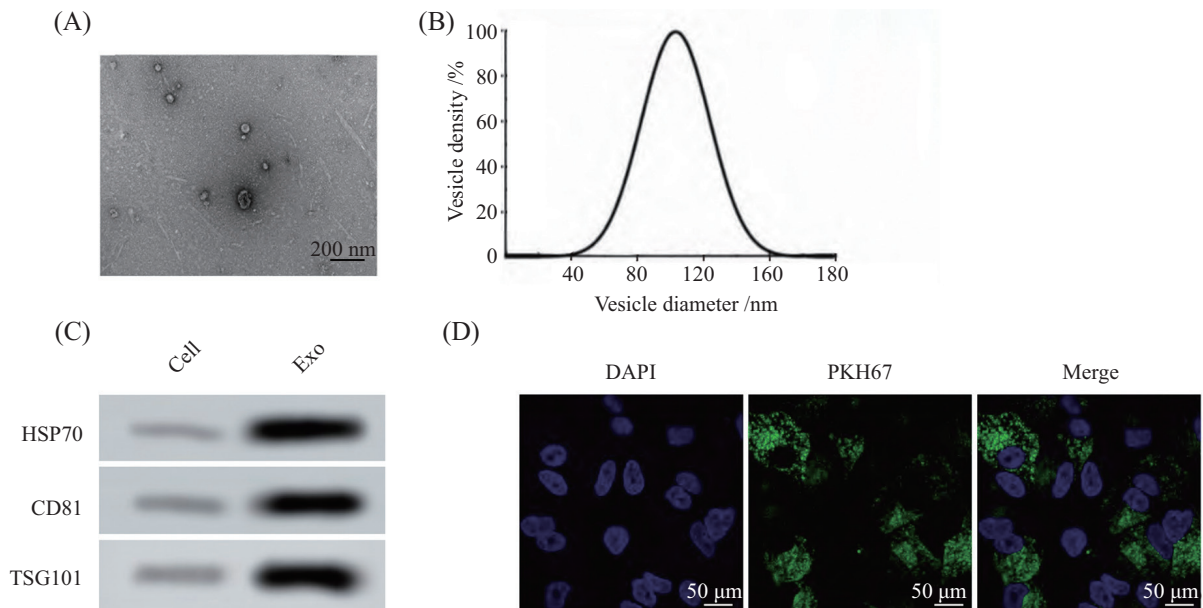 (A)
200 nm
(B)
Vesicle density /%
100
80
60
40
20
0
40
80
120
160
180
Vesicle diameter /nm
(C)
Cell
Exo
HSP70
CD81
TSG101
(D)
DAPI
PKH67
Merge
50 μm
50 μm
50 μm